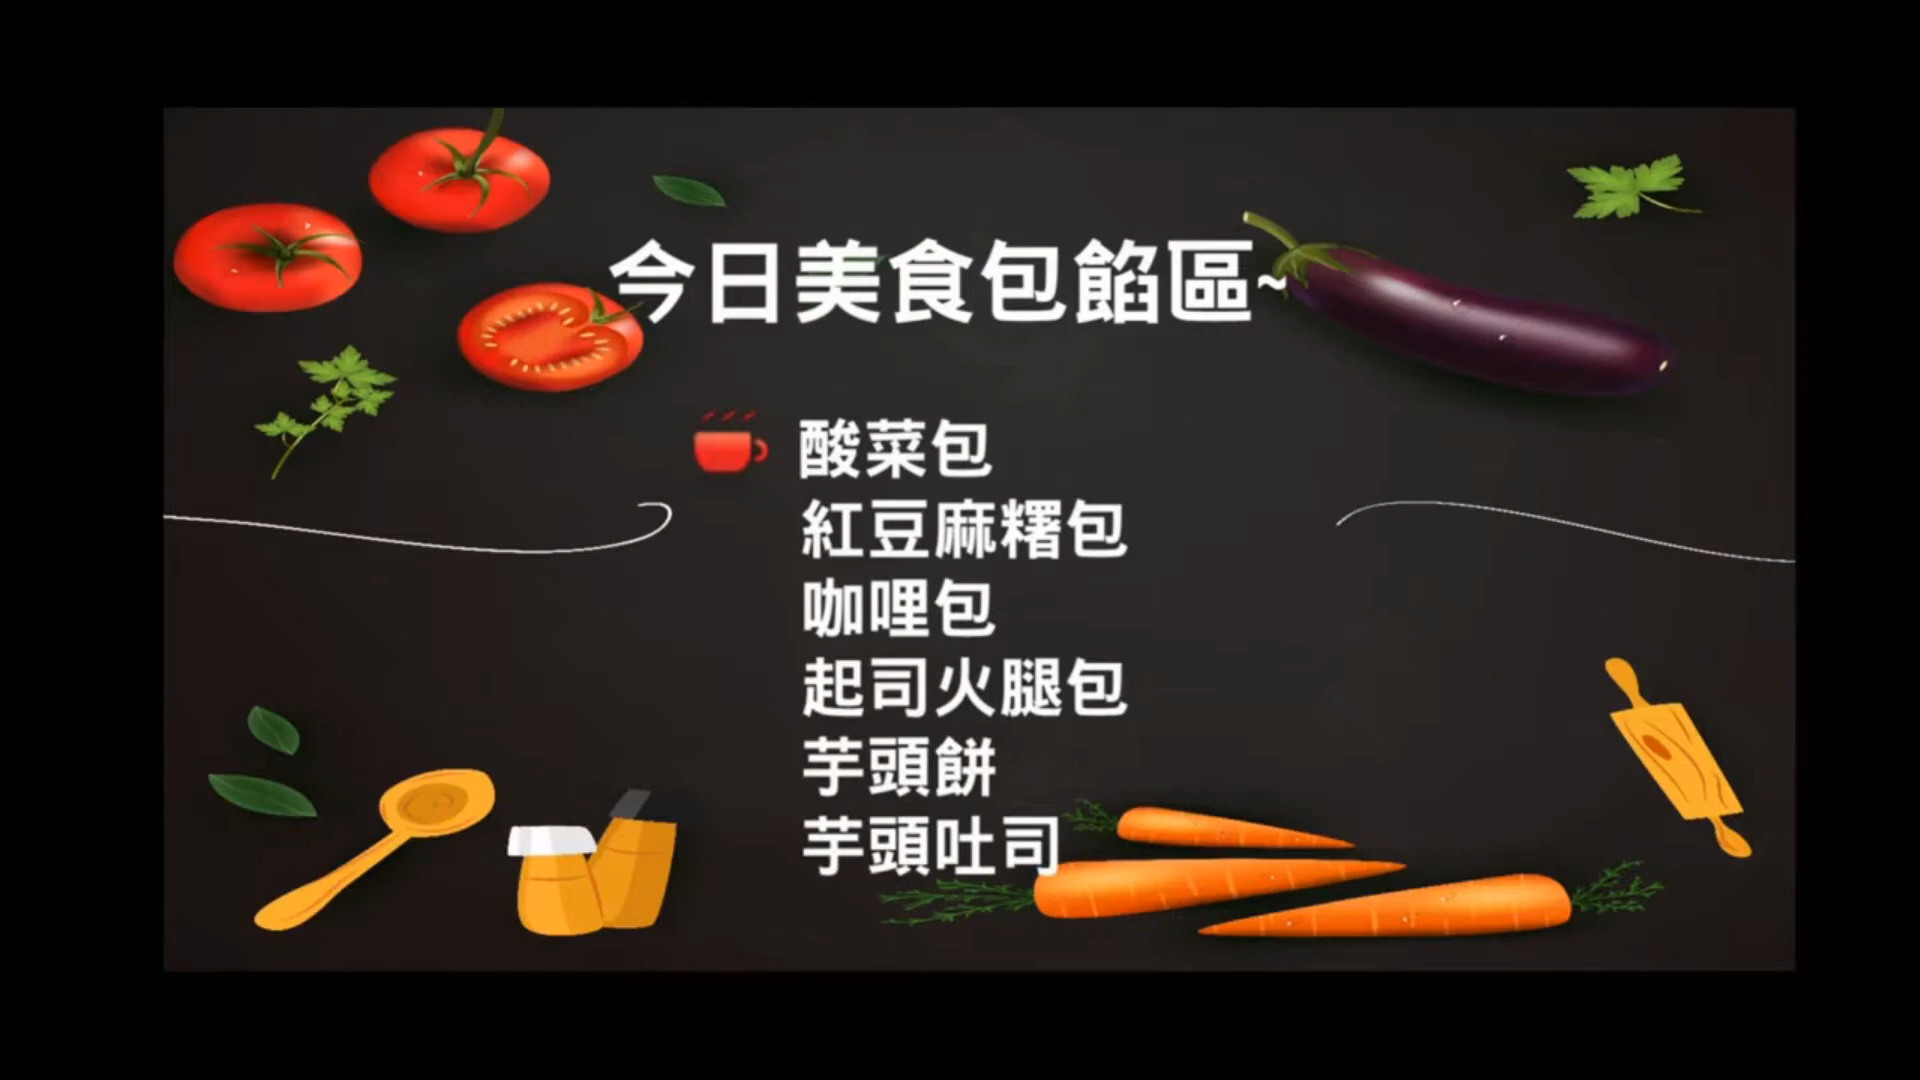 今日美食包餡區~
酸菜包
紅豆麻糬包
咖哩包
起司火腿包
芋頭餅
芋頭吐司